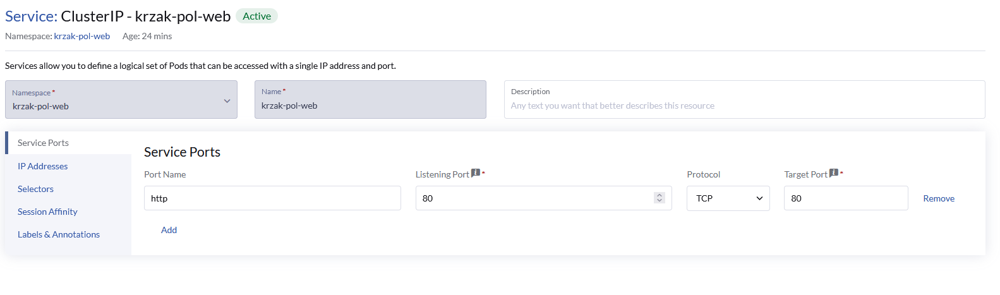 Service: ClusterIP - krzak-pol-web Active
Namespace: krzak-pol-web Age: 24 mins
Services allow you to define a logical set of Pods that can be accessed with a single IP address and port.
Namespace *
krzak-pol-web
Name *
krzak-pol-web
Description
Any text you want that better describes this resource
Service Ports
IP Addresses
Selectors
Session Affinity
Labels & Annotations
Service Ports
Port Name Listening Port * Protocol Target Port *
http 80 TCP 80 Remove
Add